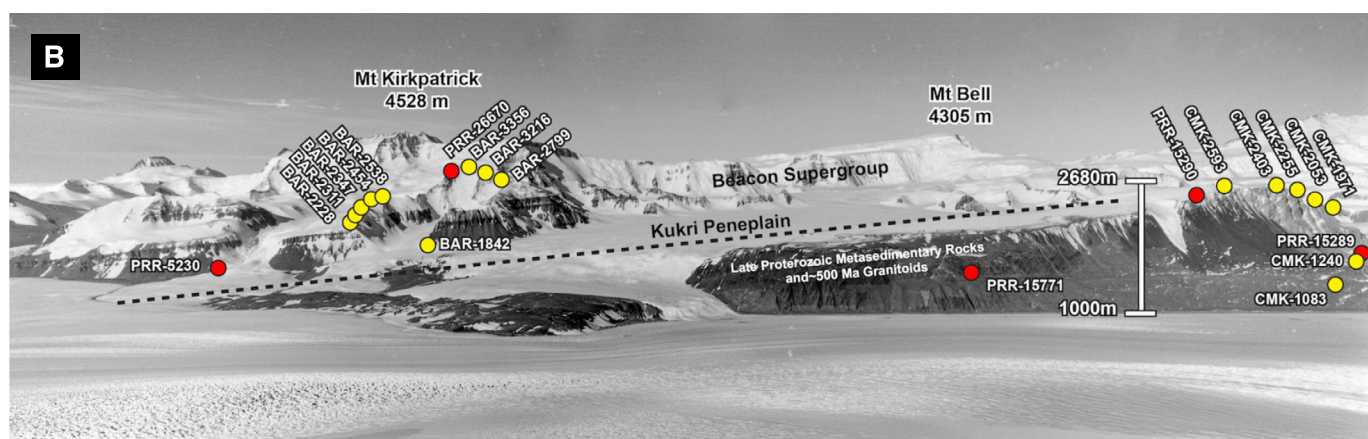 B
Mt Kirkpatrick
4528 m
Mt Bell
4305 m
BAR-2538
BAR-2454
BAR-2347
BAR-2311
BAR-2228
PRR-26670
BAR-3356
BAR-3216
BAR-2799
PRR-15290
CMK-2593
CMK-2403
CMK-2255
CMK-2053
CMK-1971
Beacon Supergroup
2680m
Kukri Peneplain
BAR-1842
PRR-5230
Late Proterozoic Metasedimentary Rocks
and~500 Ma Granitoids
PRR-15771
PRR-15289
CMK-1240
CMK-1083
1000m